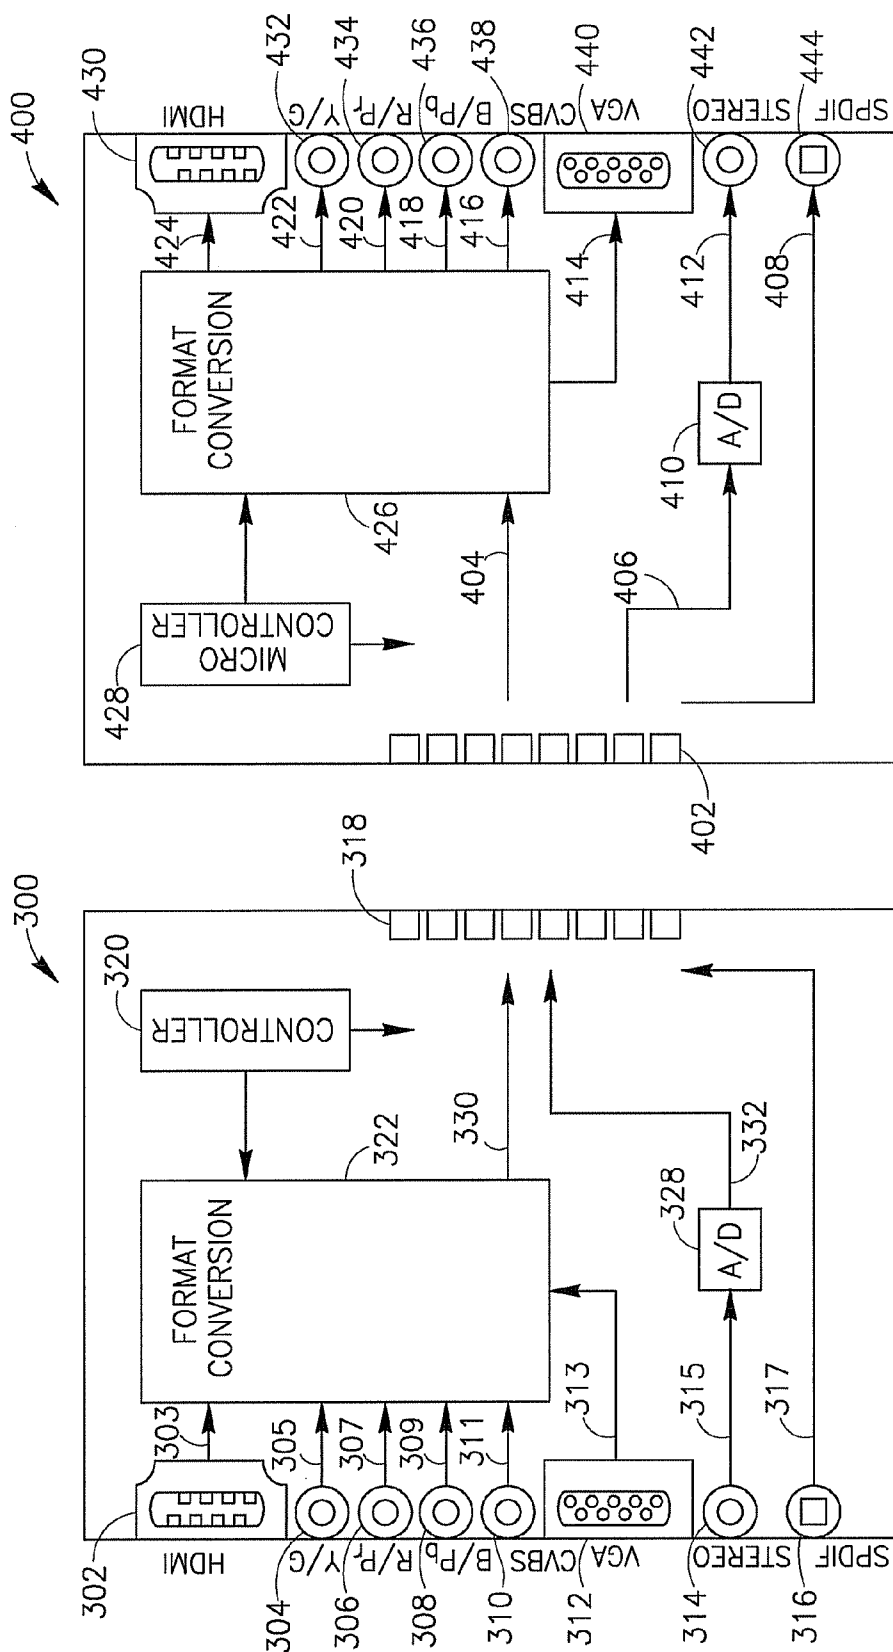 300
400
302
HDMI
303
FORMAT
CONVERSION
322
CONTROLLER
320
304
Y/G
305
306
R/Pr
307
308
B/Pb
309
310
CVBS
311
330
318
312
VGA
313
314
STEREO
315
328
A/D
332
316
SPDIF
317
428
MICRO
CONTROLLER
FORMAT
CONVERSION
426
424
HDMI
430
422
Y/G
432
420
R/Pr
434
418
B/Pb
436
416
CVBS
438
404
414
VGA
440
402
406
410
A/D
412
STEREO
442
408
SPDIF
444